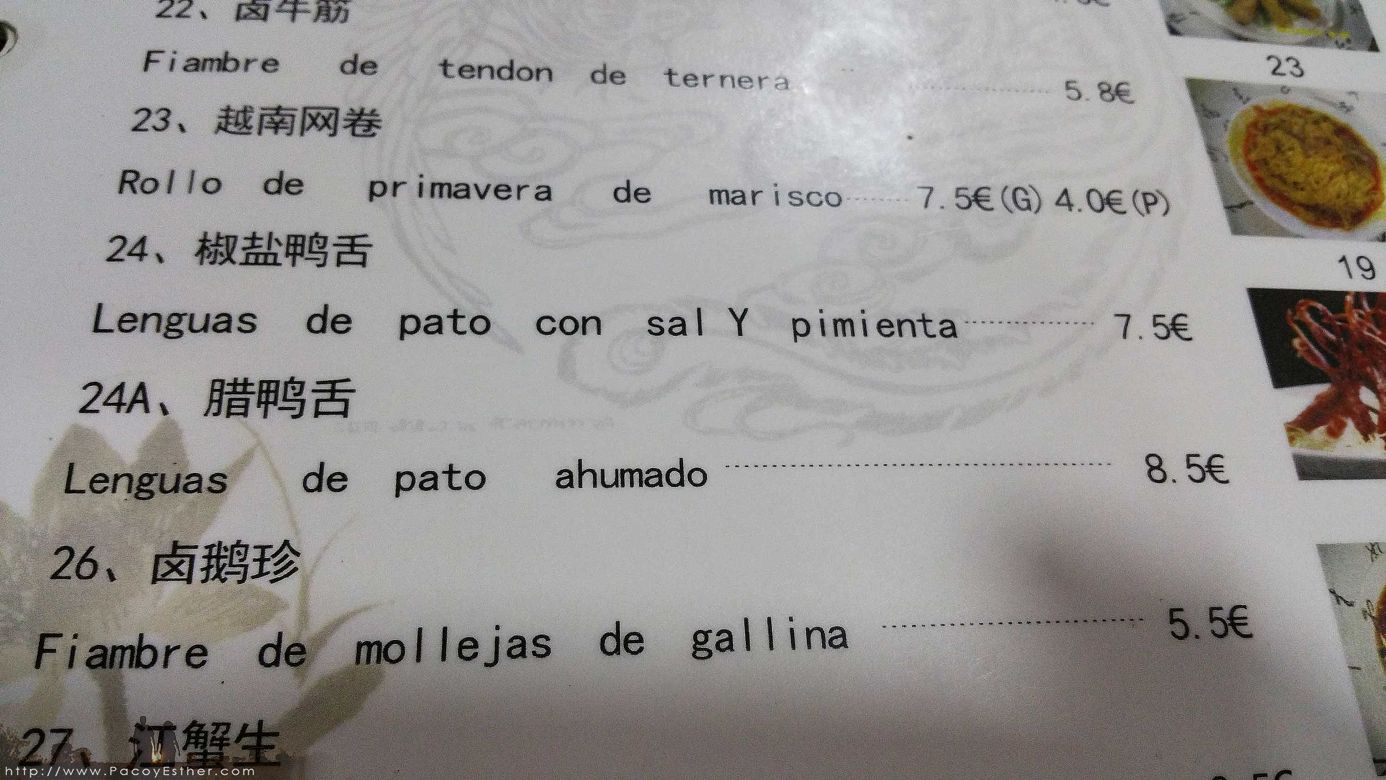 22、卤牛筋
Fiambre de tendon de ternera 5.8€
23、越南网卷
Rollo de primavera de marisco 7.5€(G) 4.0€(P)
24、椒盐鸭舌
Lenguas de pato con sal Y pimienta 7.5€
24A、腊鸭舌
Lenguas de pato ahumado 8.5€
26、卤鹅珍
Fiambre de mollejas de gallina 5.5€
27、江蟹生
23
19
http://www.PacoyEsther.com